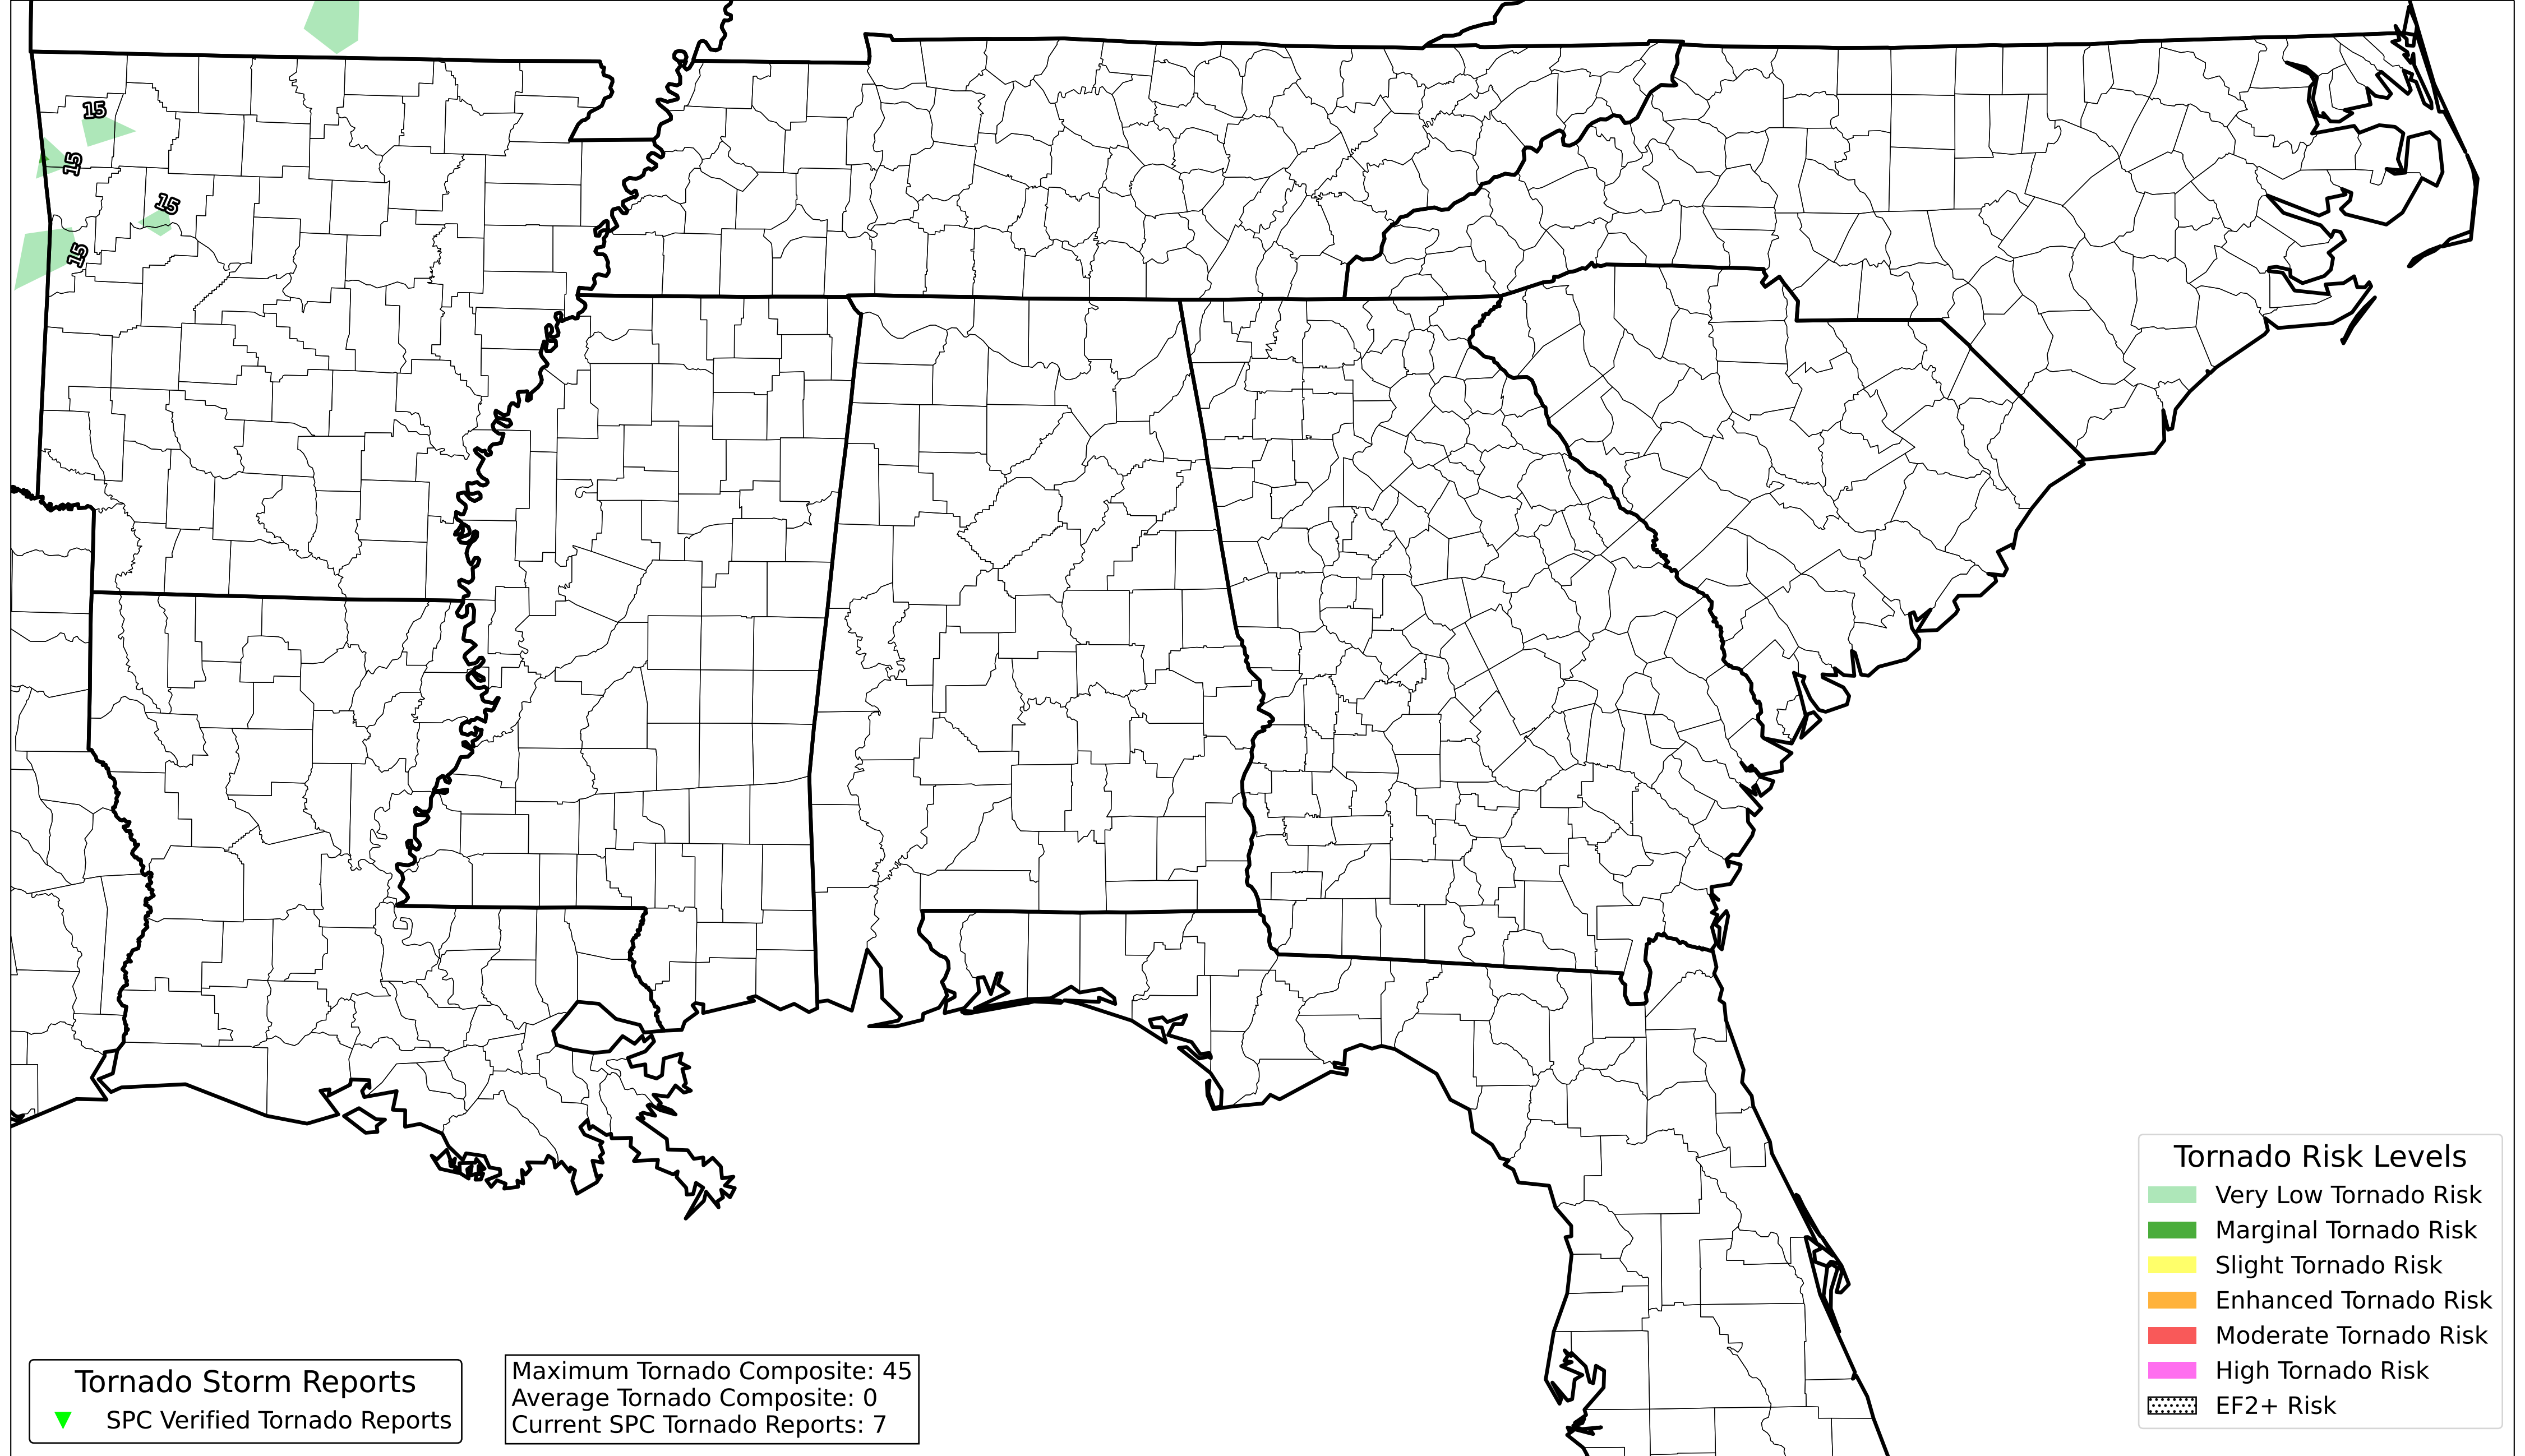 15
15
15
15
Tornado Risk Levels
Very Low Tornado Risk
Marginal Tornado Risk
Slight Tornado Risk
Enhanced Tornado Risk
Moderate Tornado Risk
High Tornado Risk
EF2+ Risk
Tornado Storm Reports
SPC Verified Tornado Reports
Maximum Tornado Composite: 45
Average Tornado Composite: 0
Current SPC Tornado Reports: 7